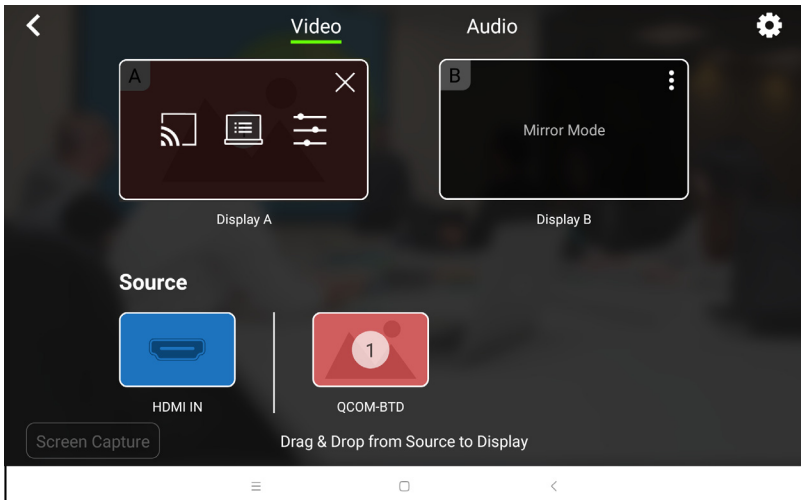 Video Audio
A B
Mirror Mode
Display A Display B
Source
1
HDMI IN QCOM-BTD
Screen Capture Drag & Drop from Source to Display